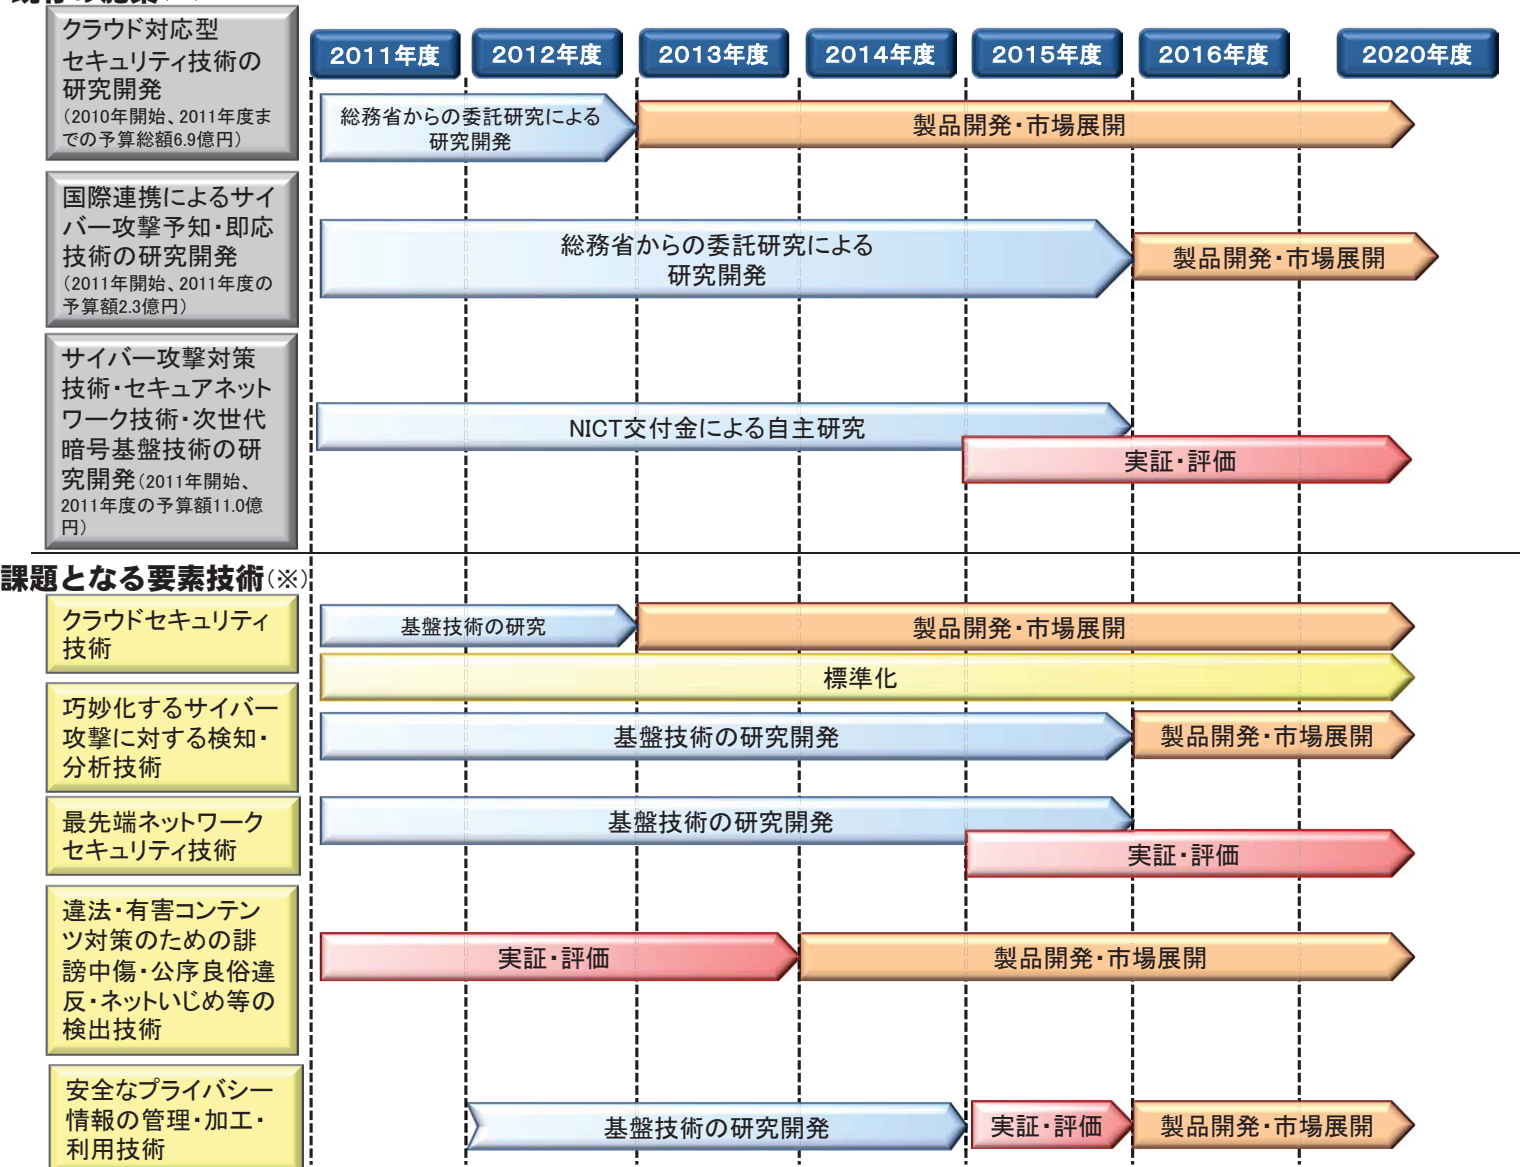 2011年度
2012年度
2013年度
2014年度
2015年度
2016年度
2020年度
クラウド対応型
セキュリティ技術の
研究開発
（2010年開始、2011年度ま
での予算総額6.9億円）
総務省からの委託研究による
研究開発
製品開発・市場展開
国際連携によるサイ
バー攻撃予知・即応
技術の研究開発
（2011年開始、2011年度の
予算額2.3億円）
総務省からの委託研究による
研究開発
製品開発・市場展開
サイバー攻撃対策
技術・セキュアネット
ワーク技術・次世代
暗号基盤技術の研
究開発（2011年開始、
2011年度の予算額11.0億
円）
NICT交付金による自主研究
実証・評価
課題となる要素技術（※）
クラウドセキュリティ
技術
基盤技術の研究
製品開発・市場展開
標準化
巧妙化するサイバー
攻撃に対する検知・
分析技術
基盤技術の研究開発
製品開発・市場展開
最先端ネットワーク
セキュリティ技術
基盤技術の研究開発
実証・評価
違法・有害コンテン
ツ対策のための誹
謗中傷・公序良俗違
反・ネットいじめ等の
検出技術
実証・評価
製品開発・市場展開
安全なプライバシー
情報の管理・加工・
利用技術
基盤技術の研究開発
実証・評価
製品開発・市場展開